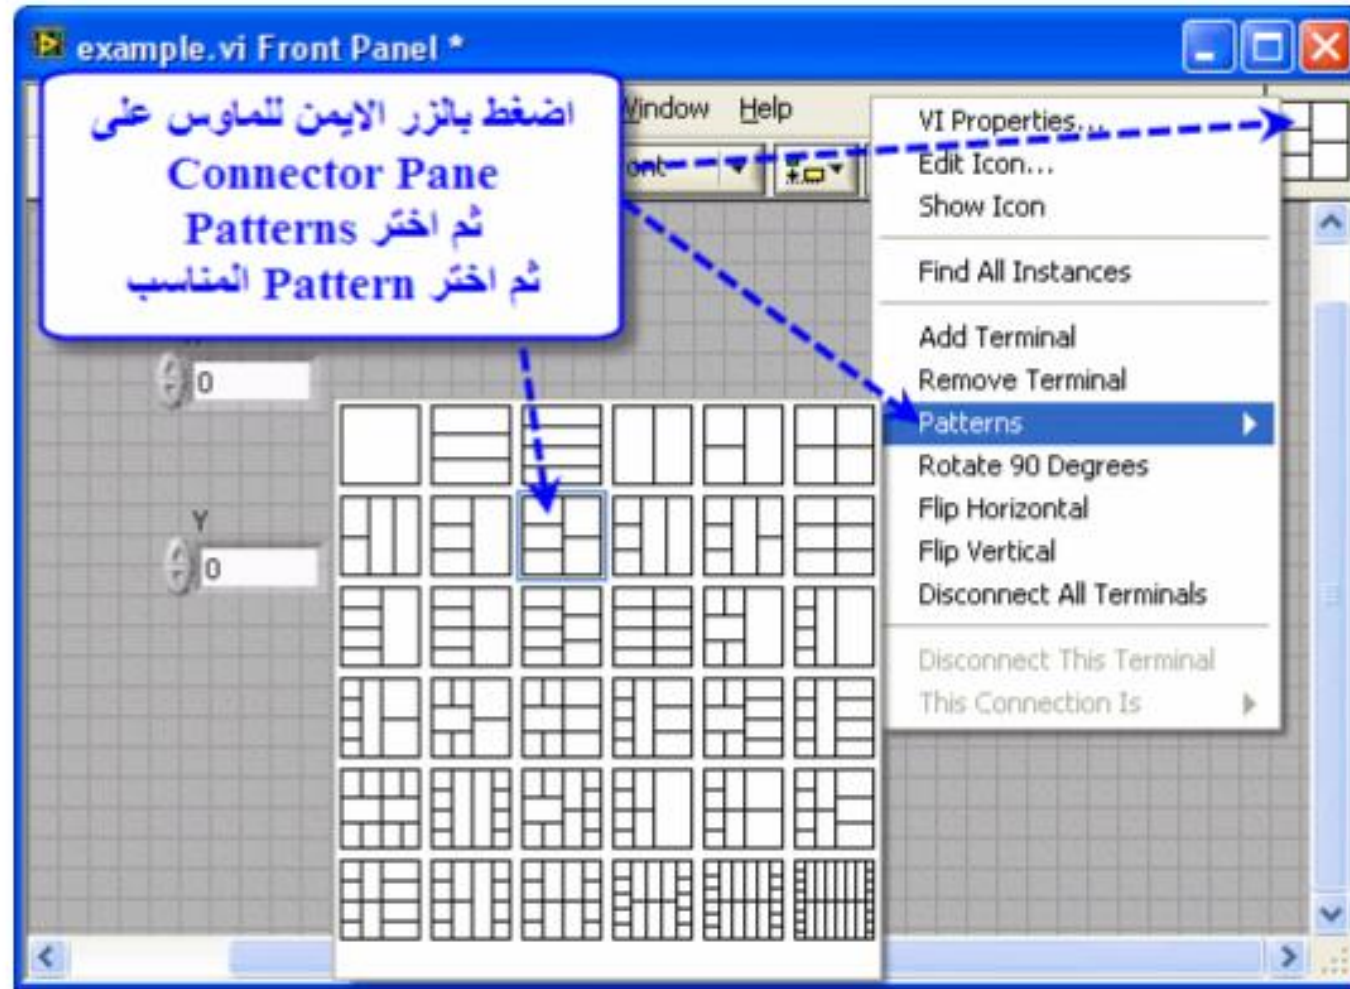 example.vi Front Panel *
Window Help
اضغط بالزر الايمن للماوس على
Connector Pane
ثم اختر Patterns
ثم اختر Pattern المناسب
VI Properties...
Edit Icon...
Show Icon
Find All Instances
Add Terminal
Remove Terminal
Patterns
Rotate 90 Degrees
Flip Horizontal
Flip Vertical
Disconnect All Terminals
Disconnect This Terminal
This Connection Is
0
Y
0